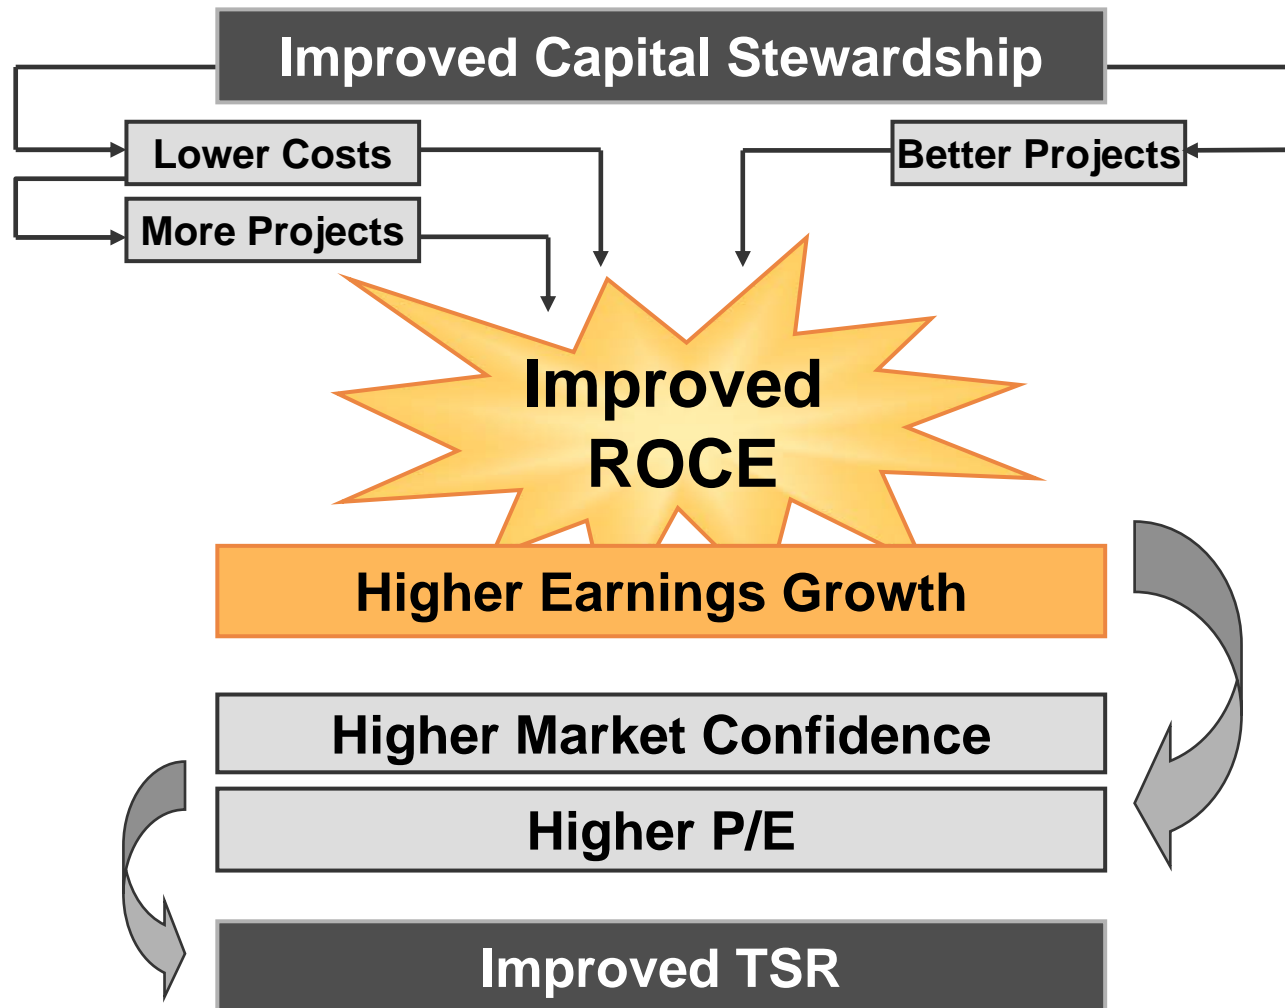 Improved Capital Stewardship
Lower Costs
Better Projects
More Projects
Improved
ROCE
Higher Earnings Growth
Higher Market Confidence
Higher P/E
Improved TSR